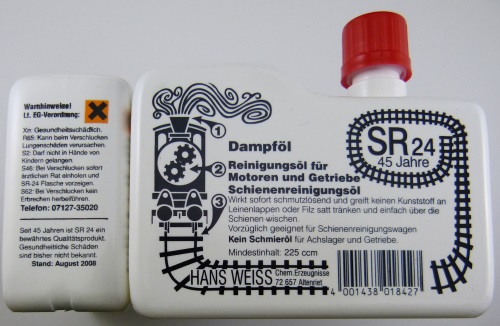 Warnhinweise!
Lt. EG-Verordnung:
Xn: Gesundheitsschädlich.
R65: Kann beim Verschlucken
Lungenschäden verursachen.
S2: Darf nicht in Hände von
Kindern gelangen.
S46: Bei Verschlucken sofort
ärztlichen Rat einholen und
SR-24 Flasche vorzeigen.
S62: Bei Verschlucken kein
Erbrechen herbeiführen.
Telefon: 07127-35020
Seit 45 Jahren ist SR 24 ein
bewährtes Qualitätsprodukt.
Gesundheitliche Schäden
sind bisher nicht bekannt.
Stand: August 2008
1
2
3
Dampföl
Reinigungsöl für
Motoren und Getriebe
Schienenreinigungsöl
Wirkt sofort schmutzlösend und greift keinen Kunststoff an
Leinenlappen oder Filz satt tränken und einfach über die
Schienen wischen.
Vorzüglich geeignet für Schienenreinigungswagen
Kein Schmieröl für Achslager und Getriebe.
Mindestinhalt: 225 ccm
SR24
45 Jahre
HANS WEISS Chem.Erzeugnisse
72 657 Altenriet
4 001438 018427